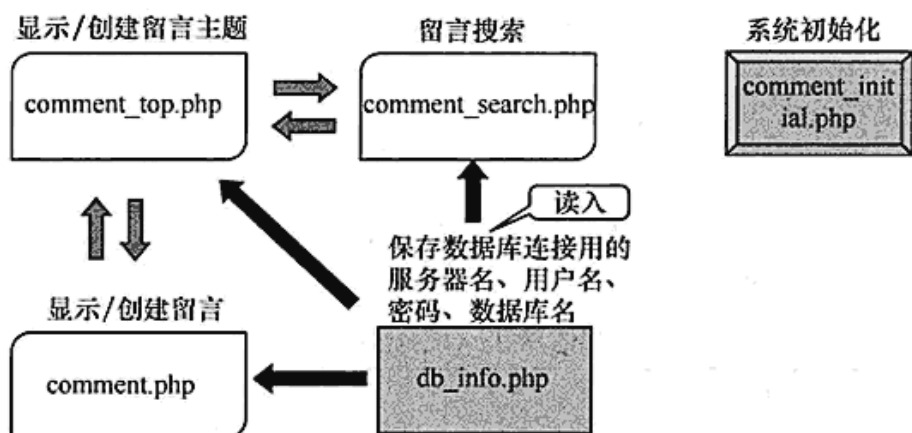 显示/创建留言主题
留言搜索
系统初始化
comment_top.php
comment_search.php
comment_init
ial.php
读入
保存数据库连接用的
服务器名、用户名、
密码、数据库名
显示/创建留言
comment.php
db_info.php